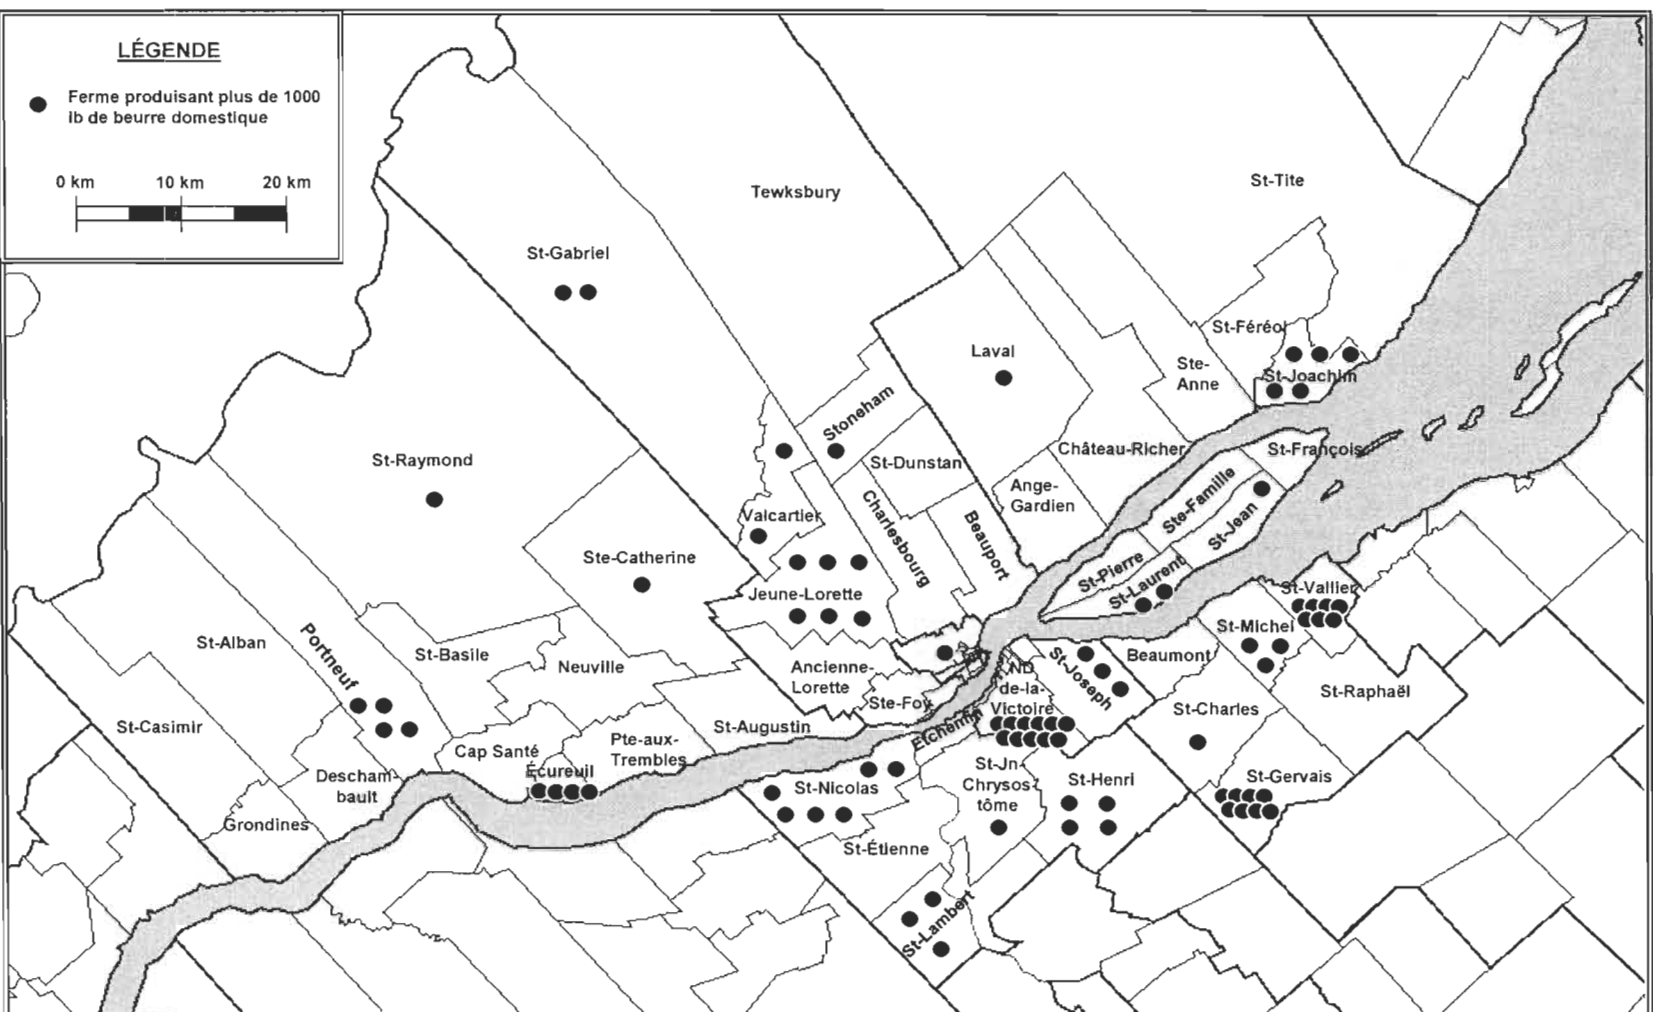 LÉGENDE
Ferme produisant plus de 1000
lb de beurre domestique
0 km 10 km 20 km
Tewksbury
St-Tite
St-Gabriel
St-Féréol
Laval
Ste-
Anne
St-Joachim
Stoneham
St-Raymond
St-Dunstan
Château-Richer
St-François
Ange-
Gardien
Ste-Famille
Charlesbourg
Valcartier
Beauport
St-Jean
Ste-Catherine
St-Pierre
St-Laurent
Jeune-Lorette
St-Vallier
St-Michel
St-Alban
Portneuf
St-Basile
Neuville
Ancienne-
Lorette
ND
de-la-
Victoire
St-Joseph
Beaumont
St-Raphaël
Ste-Foy
St-Charles
St-Casimir
St-Augustin
Etchemin
Cap Santé
Pte-aux-
Trembles
Écureuil
Descham-
bault
St-Nicolas
St-Jn-
Chrysos-
tôme
St-Henri
St-Gervais
Grondines
St-Étienne
St-Lambert